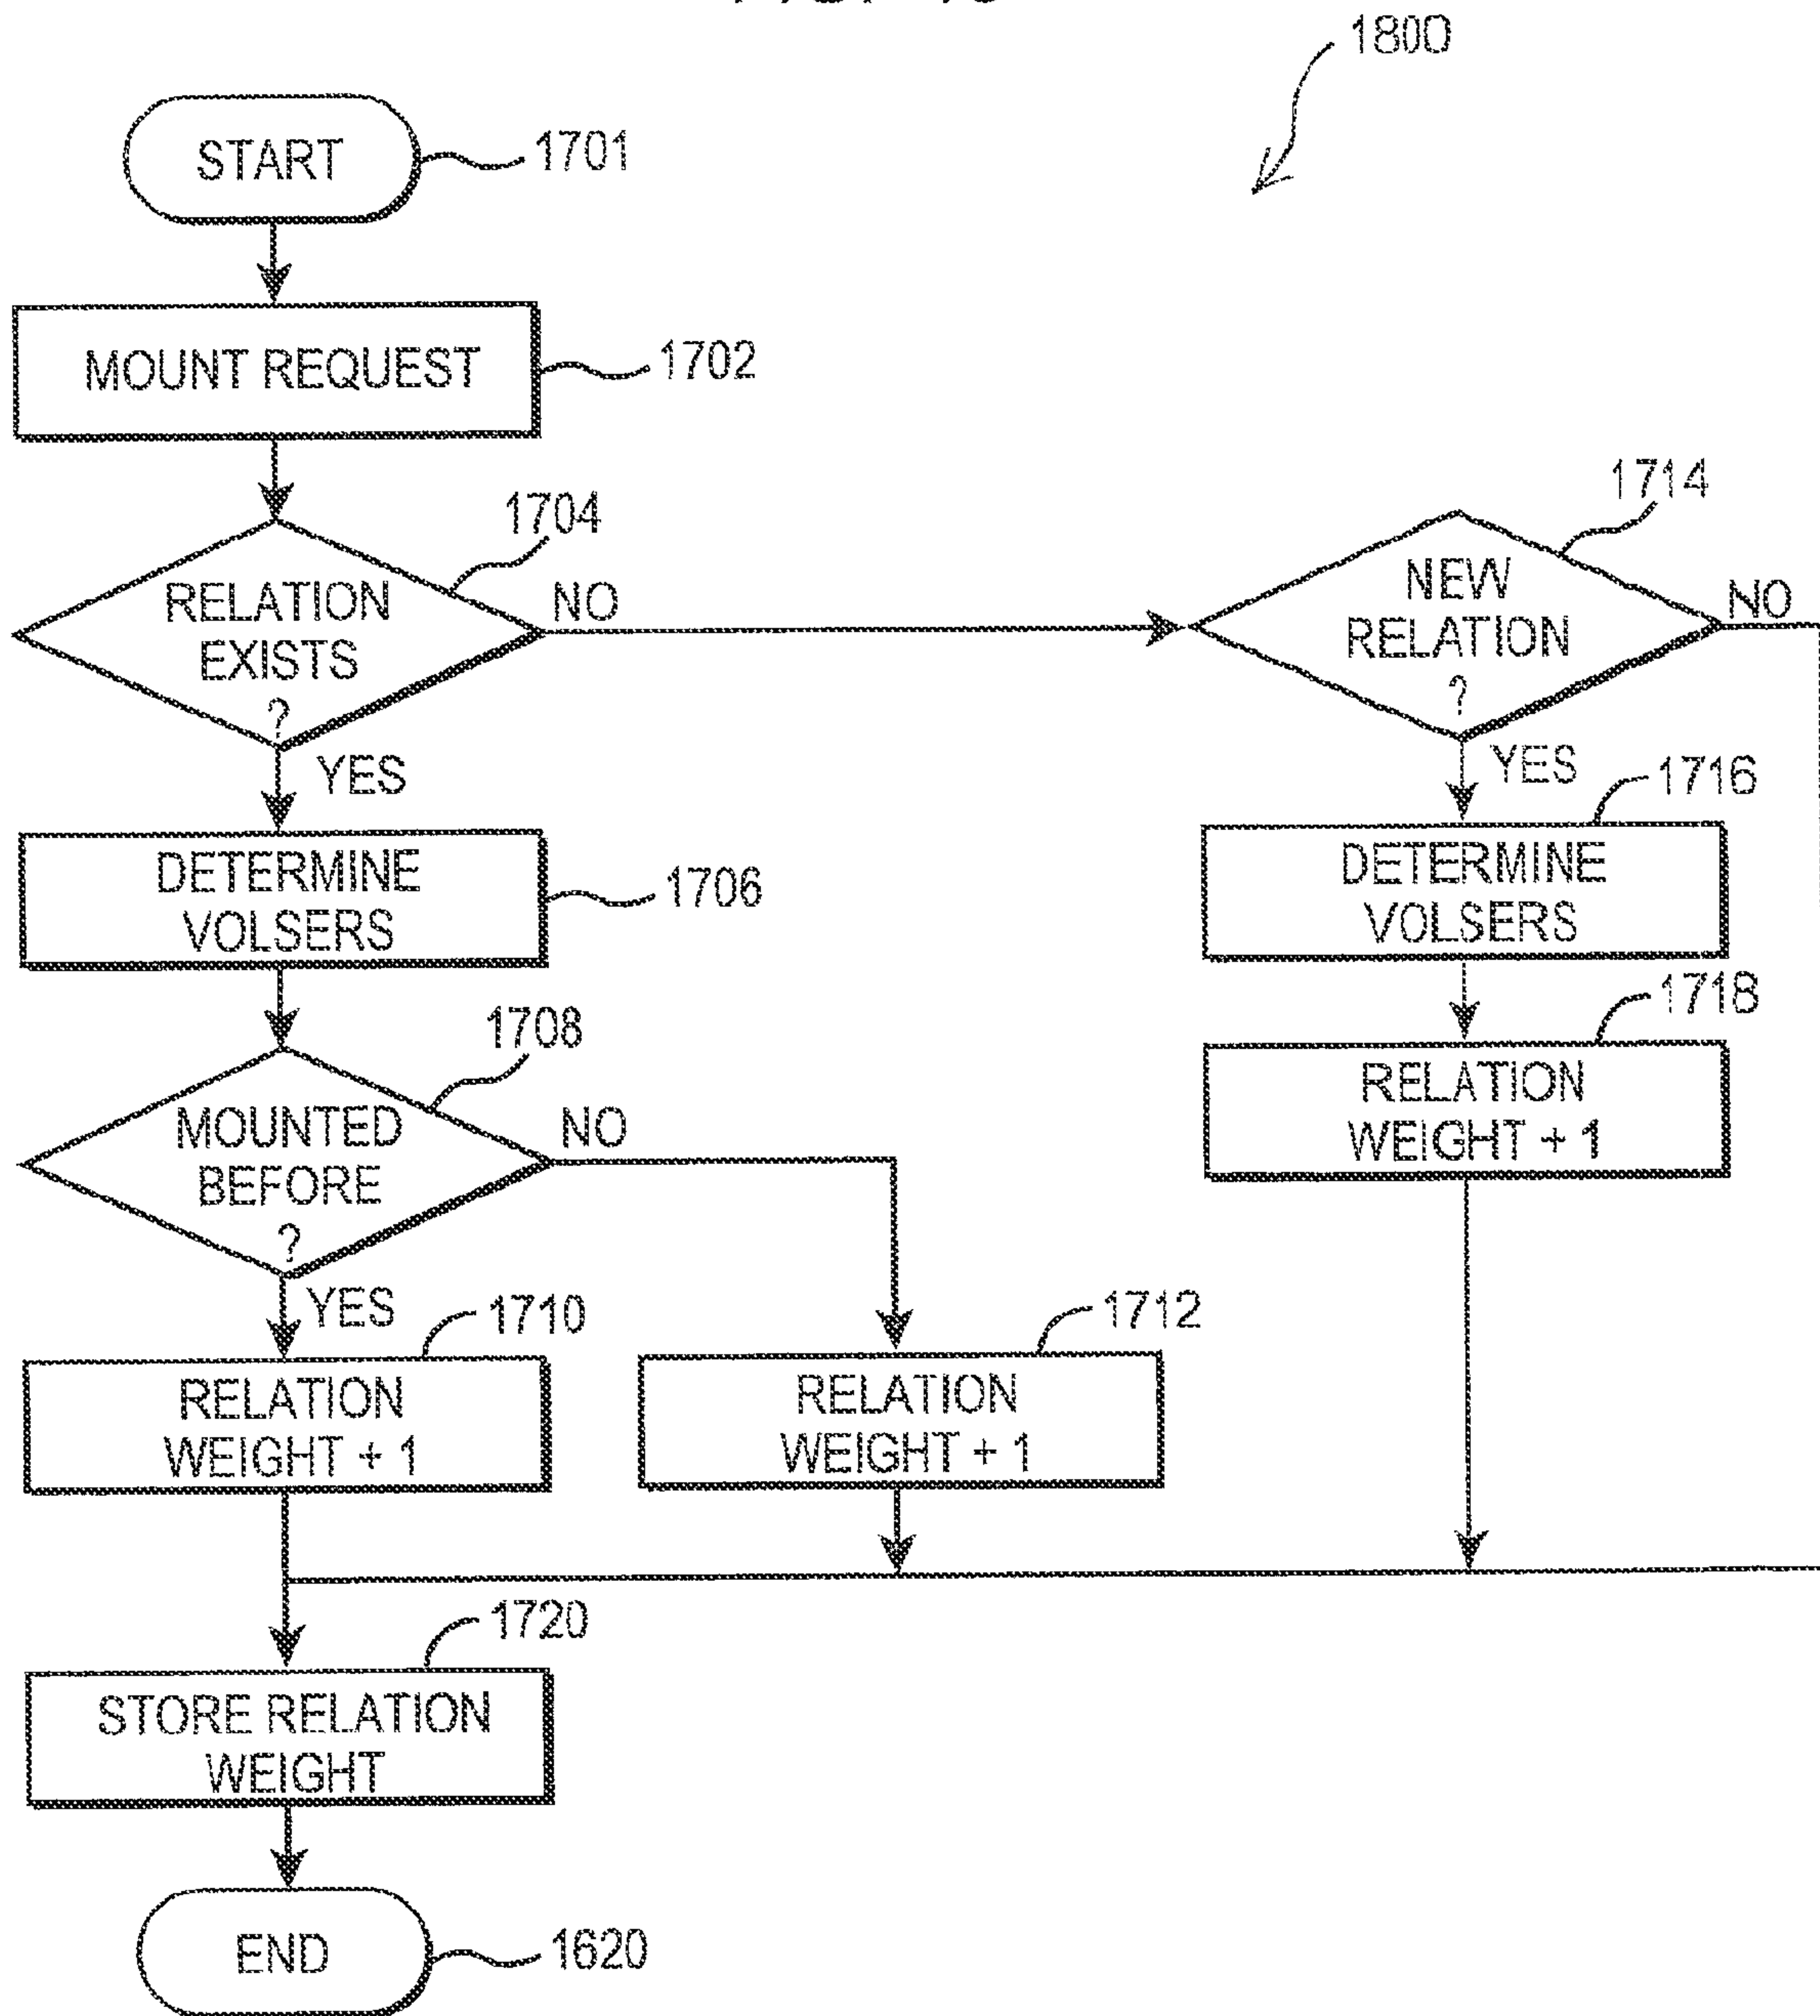 1800
START
1701
MOUNT REQUEST
1702
1704
RELATION
EXISTS
?
NO
YES
1714
NEW
RELATION
?
NO
YES
DETERMINE
VOLSERS
1706
1716
DETERMINE
VOLSERS
1708
MOUNTED
BEFORE
?
NO
YES
1718
RELATION
WEIGHT + 1
1710
RELATION
WEIGHT + 1
1712
RELATION
WEIGHT + 1
1720
STORE RELATION
WEIGHT
END
1620